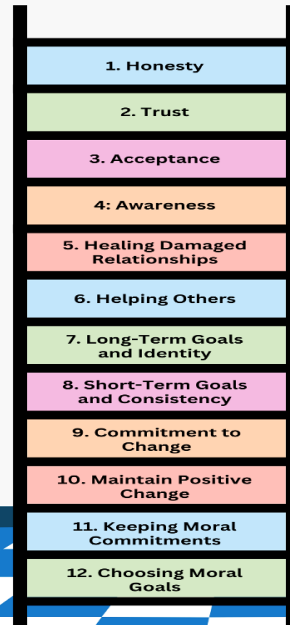 1. Honesty
2. Trust
3. Acceptance
4: Awareness
5. Healing Damaged
Relationships
6. Helping Others
7. Long-Term Goals
and Identity
8. Short-Term Goals
and Consistency
9. Commitment to
Change
10. Maintain Positive
Change
11. Keeping Moral
Commitments
12. Choosing Moral
Goals